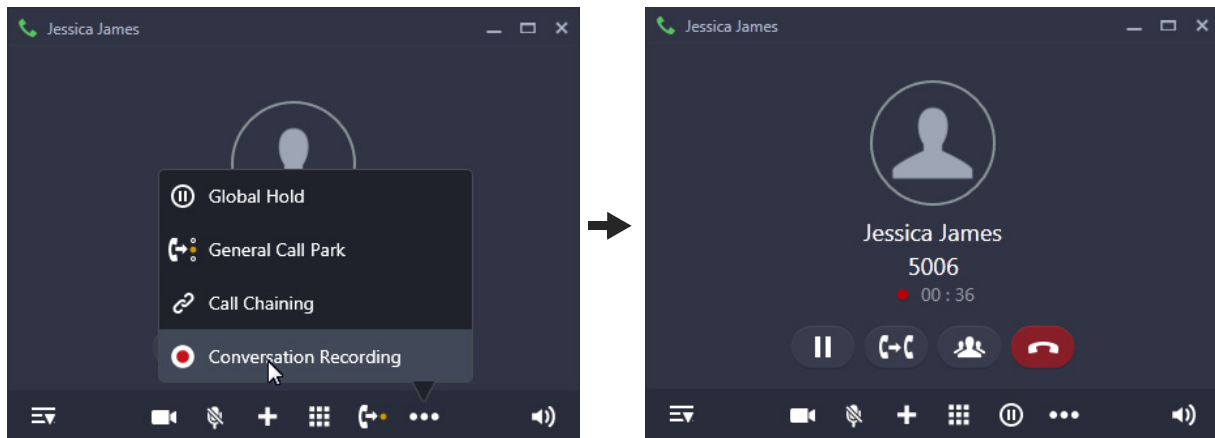 Jessica James
Global Hold
General Call Park
Call Chaining
Conversation Recording
Jessica James
Jessica James
5006
00 : 36